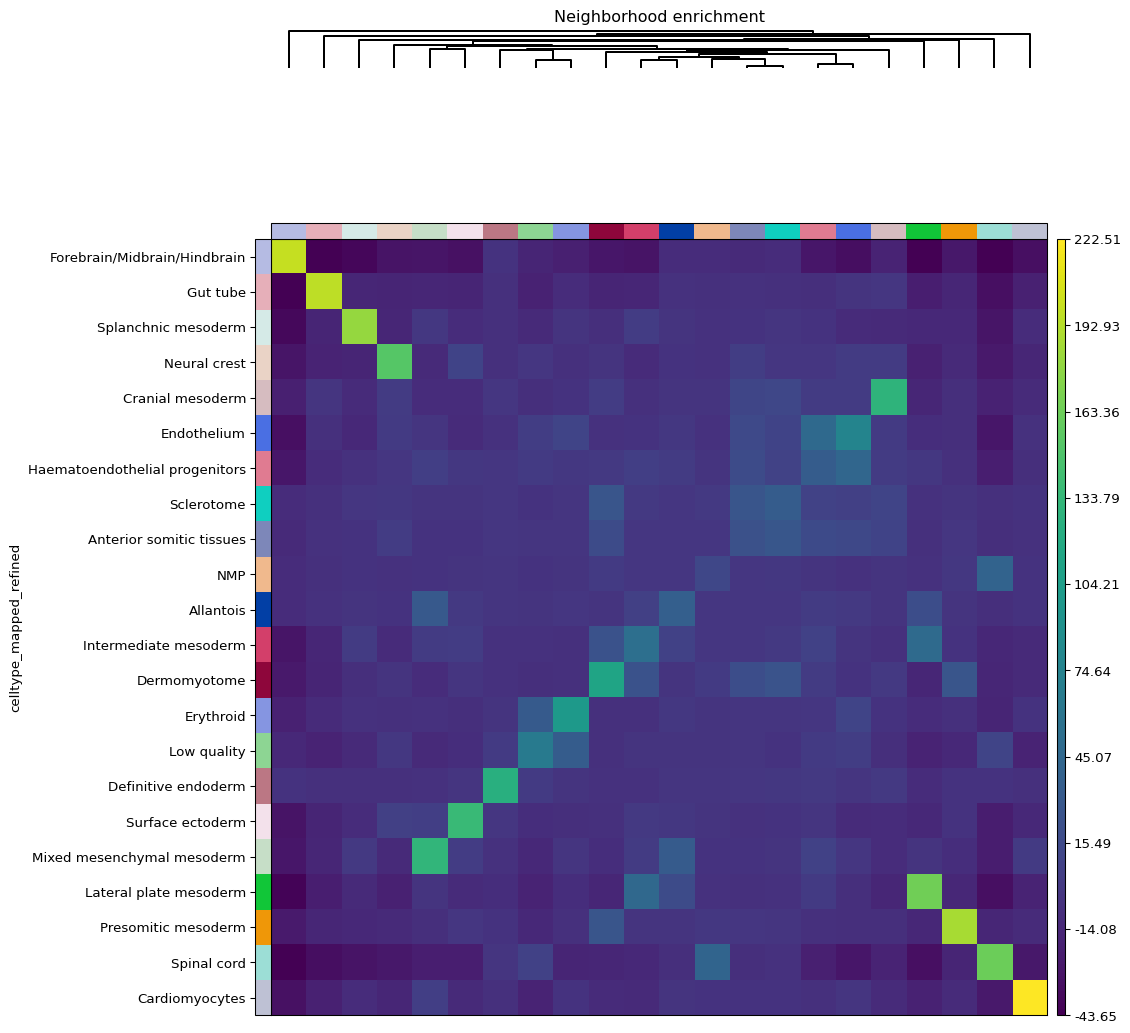 Neighborhood enrichment
Forebrain/Midbrain/Hindbrain
Gut tube
Splanchnic mesoderm
Neural crest
Cranial mesoderm
Endothelium
Haematoendothelial progenitors
Sclerotome
Anterior somitic tissues
NMP
Allantois
Intermediate mesoderm
Dermomyotome
Erythroid
Low quality
Definitive endoderm
Surface ectoderm
Mixed mesenchymal mesoderm
Lateral plate mesoderm
Presomitic mesoderm
Spinal cord
Cardiomyocytes
celltype_mapped_refined
222.51
192.93
163.36
133.79
104.21
74.64
45.07
15.49
-14.08
-43.65